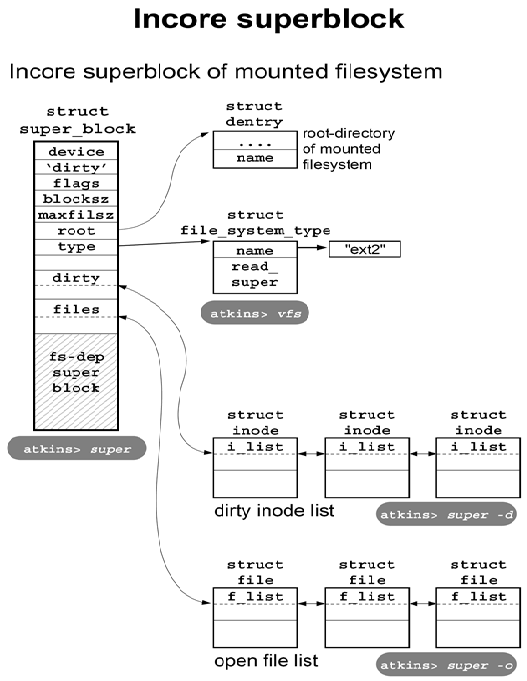 Incore superblock
Incore superblock of mounted filesystem
struct
super_block
device
'dirty'
flags
blocksz
maxfilsz
root
type
dirty
files
fs-dep
super
block
atkins> super
struct
dentry
....
name
root-directory
of mounted
filesystem
struct
file_system_type
name
read_
super
"ext2"
atkins> vfs
struct
inode
i_list
struct
inode
i_list
struct
inode
i_list
dirty inode list
atkins> super -d
struct
file
f_list
struct
file
f_list
struct
file
f_list
open file list
atkins> super -o